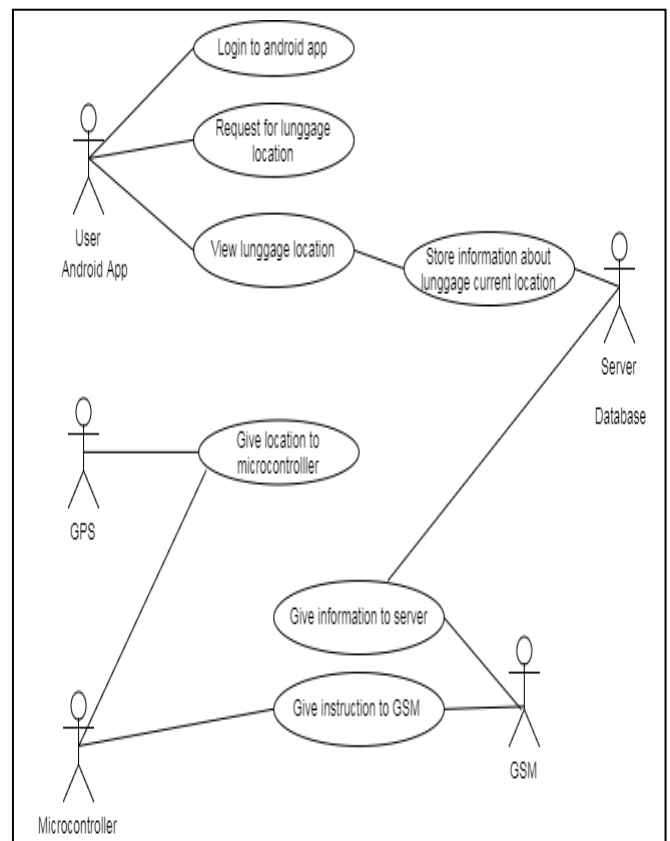 Login to android app
Request for lunggage
location
View lunggage location
Store information about
lunggage current location
User
Android App
Server
Database
Give location to
microcontrolller
GPS
Give information to server
Give instruction to GSM
GSM
Microcontroller